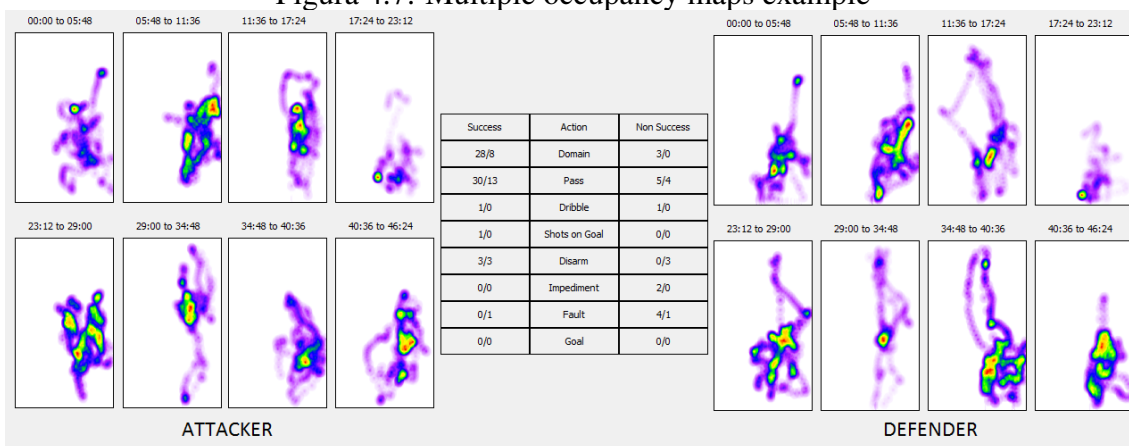 Figura 4.7: Multiple occupancy maps example
00:00 to 05:48 05:48 to 11:36 11:36 to 17:24 17:24 to 23:12
23:12 to 29:00 29:00 to 34:48 34:48 to 40:36 40:36 to 46:24
ATTACKER
Success Action Non Success
28/8 Domain 3/0
30/13 Pass 5/4
1/0 Dribble 1/0
1/0 Shots on Goal 0/0
3/3 Disarm 0/3
0/0 Impediment 2/0
0/1 Fault 4/1
0/0 Goal 0/0
00:00 to 05:48 05:48 to 11:36 11:36 to 17:24 17:24 to 23:12
23:12 to 29:00 29:00 to 34:48 34:48 to 40:36 40:36 to 46:24
DEFENDER